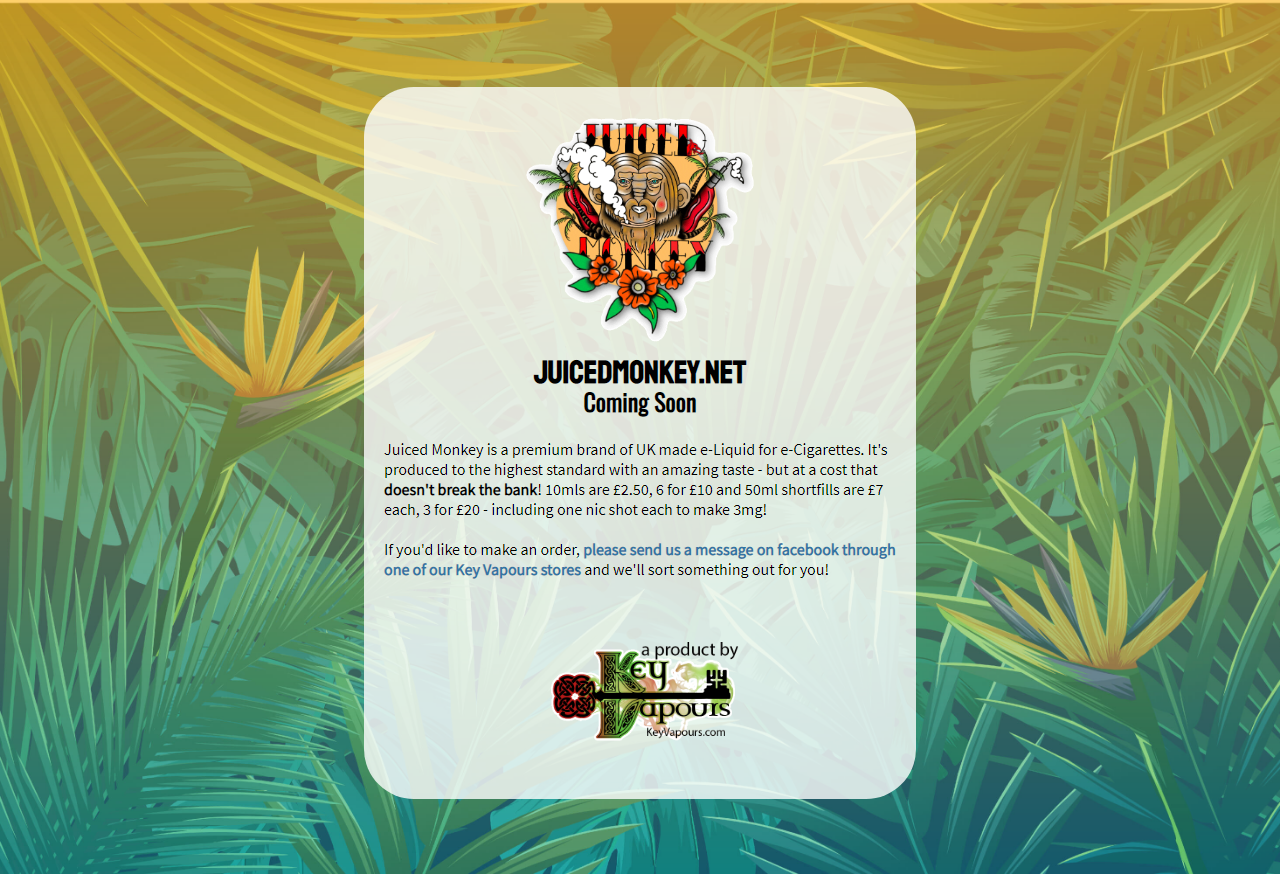 JUICED
MONKEY
JUICEDMONKEY.NET
Coming Soon
Juiced Monkey is a premium brand of UK made e-Liquid for e-Cigarettes. It's
produced to the highest standard with an amazing taste - but at a cost that
doesn't break the bank! 10mls are £2.50, 6 for £10 and 50ml shortfills are £7
each, 3 for £20 - including one nic shot each to make 3mg!
If you'd like to make an order, please send us a message on facebook through
one of our Key Vapours stores and we'll sort something out for you!
a product by
Key
Vapours
KeyVapours.com